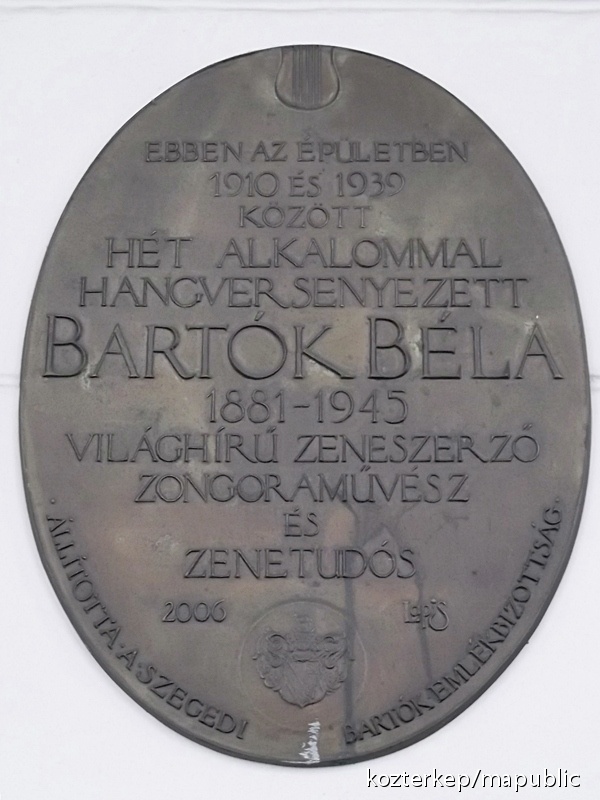 EBBEN AZ ÉPÜLETBEN
1910 ÉS 1939
KÖZÖTT
HÉT ALKALOMMAL
HANGVERSENYEZETT
BARTÓK BÉLA
1881-1945
VILÁGHÍRŰ ZENESZERZŐ
ZONGORAMŰVÉSZ
ÉS
ZENETUDÓS
2006 Lapis
· ÁLLÍTOTTA · A · SZEGEDI BARTÓK EMLÉKBIZOTTSÁG ·
kozterkep/mapublic